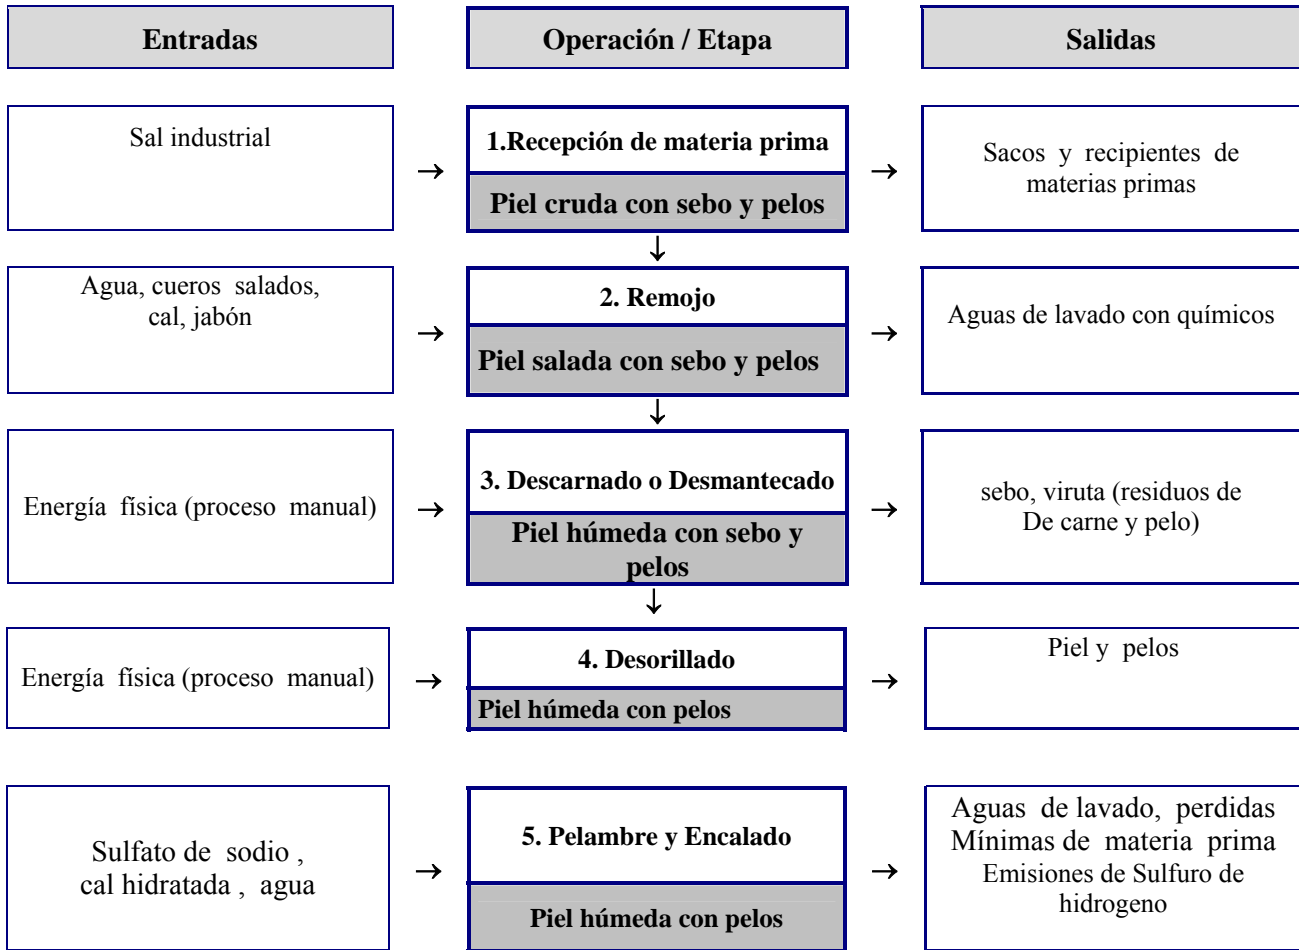 Entradas
Operación / Etapa
Salidas
Sal industrial
→
1.Recepción de materia prima
Piel cruda con sebo y pelos
→
Sacos y recipientes de
materias primas
↓
Agua, cueros salados,
cal, jabón
→
2. Remojo
Piel salada con sebo y pelos
→
Aguas de lavado con químicos
↓
Energía física (proceso manual)
→
3. Descarnado o Desmantecado
Piel húmeda con sebo y
pelos
→
sebo, viruta (residuos de
De carne y pelo)
↓
Energía física (proceso manual)
→
4. Desorillado
Piel húmeda con pelos
→
Piel y pelos
Sulfato de sodio ,
cal hidratada , agua
→
5. Pelambre y Encalado
Piel húmeda con pelos
→
Aguas de lavado, perdidas
Mínimas de materia prima
Emisiones de Sulfuro de
hidrogeno